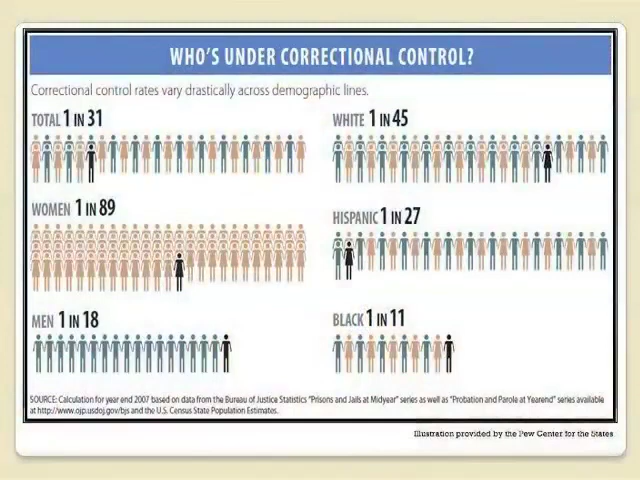 WHO'S UNDER CORRECTIONAL CONTROL?
Correctional control rates vary drastically across demographic lines.
TOTAL 1 IN 31
WHITE 1 IN 45
WOMEN 1 IN 89
HISPANIC 1 IN 27
MEN 1 IN 18
BLACK 1 IN 11
SOURCE: Calculation for year end 2007 based on data from the Bureau of Justice Statistics "Prisons and Jails at Midyear" series as well as "Probation and Parole at Yearend" series available
at http://www.ojp.usdoj.gov/bjs and the U.S. Census State Population Estimates.
Illustration provided by the Pew Center for the States